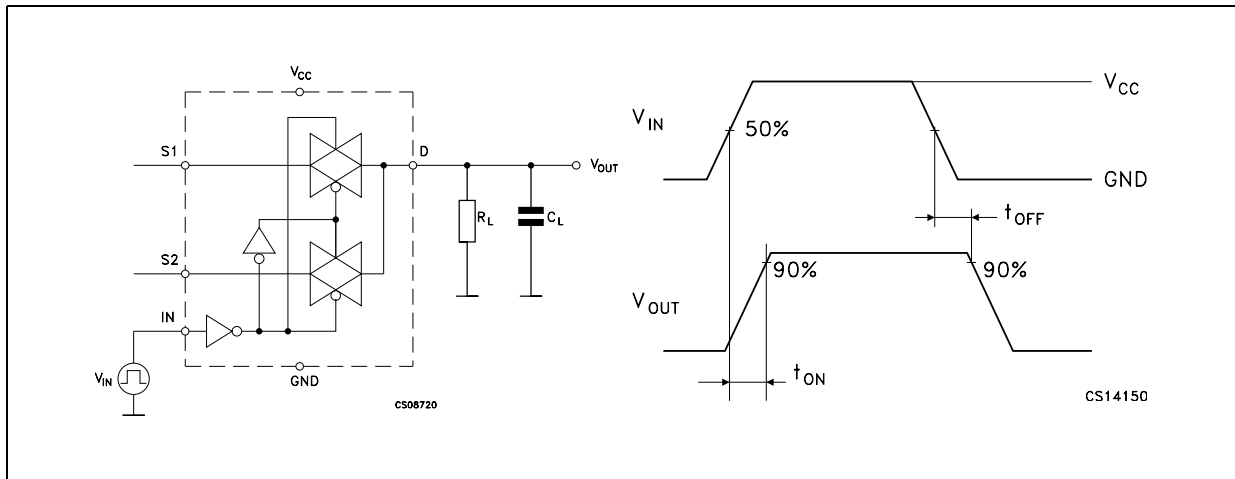 VCC
S1
D
VOUT
RL
CL
S2
IN
VIN
GND
CS08720
VCC
VIN
50%
GND
tOFF
90%
90%
VOUT
tON
CS14150